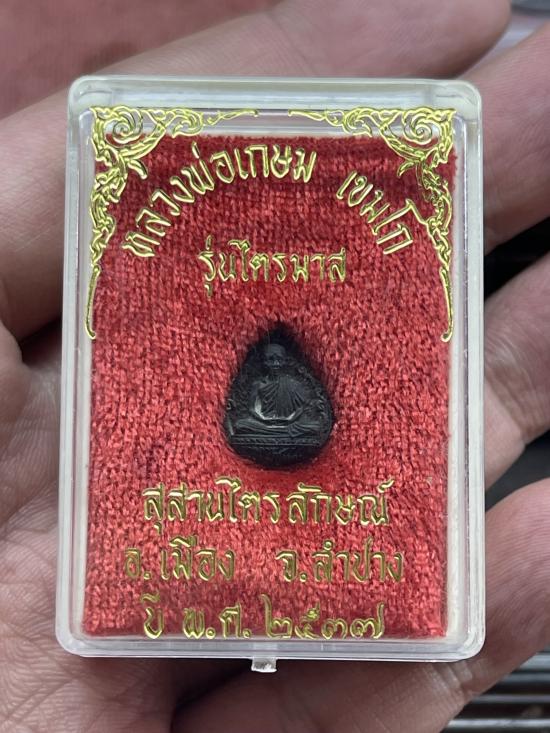 หลวงพ่อเกษม เขมโก
รุ่นไตรมาส
สุสานไตรลักษณ์
อ.เมือง จ.ลำปาง
ปี พ.ศ. ๒๕๓๗